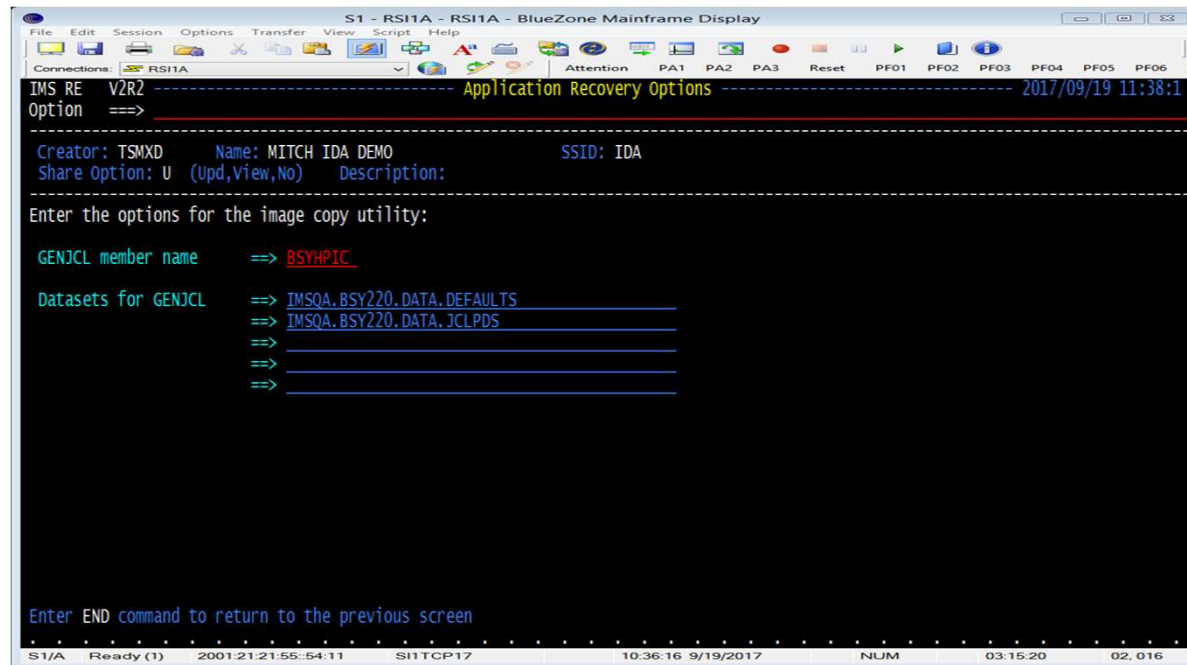 S1 - RSI1A - RSI1A - BlueZone Mainframe Display
File Edit Session Options Transfer View Script Help
Connections: RSI1A Attention PA1 PA2 PA3 Reset PF01 PF02 PF03 PF04 PF05 PF06
IMS RE V2R2 ---------------------------------- Application Recovery Options --------------------------------- 2017/09/19 11:38:1
Option ===>
Creator: TSMXD Name: MITCH IDA DEMO SSID: IDA
Share Option: U (Upd,View,No) Description:
Enter the options for the image copy utility:
GENJCL member name ==> BSYHPIC
Datasets for GENJCL ==> IMSQA.BSY220.DATA.DEFAULTS
==> IMSQA.BSY220.DATA.JCLPDS
==>
==>
==>
Enter END command to return to the previous screen
S1/A Ready (1) 2001:21:21:55::54:11 SI1TCP17 10:36:16 9/19/2017 NUM 03:15:20 02,016